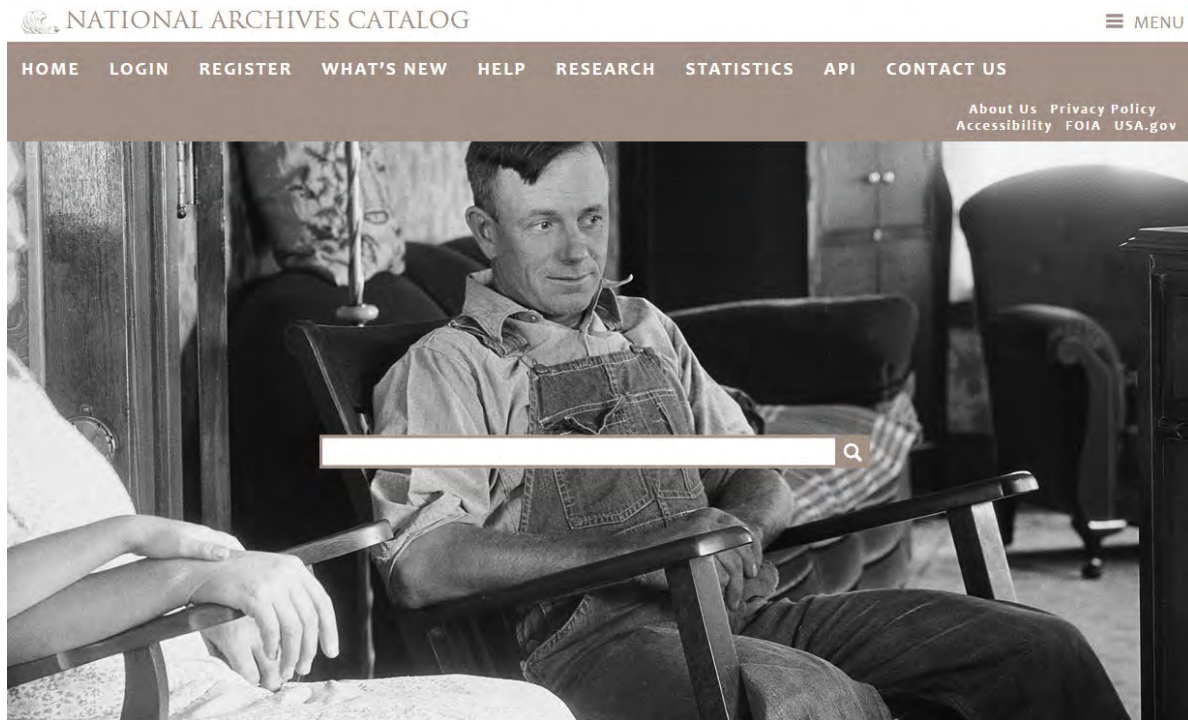 NATIONAL ARCHIVES CATALOG
MENU
HOME LOGIN REGISTER WHAT'S NEW HELP RESEARCH STATISTICS API CONTACT US
About Us Privacy Policy
Accessibility FOIA USA.gov